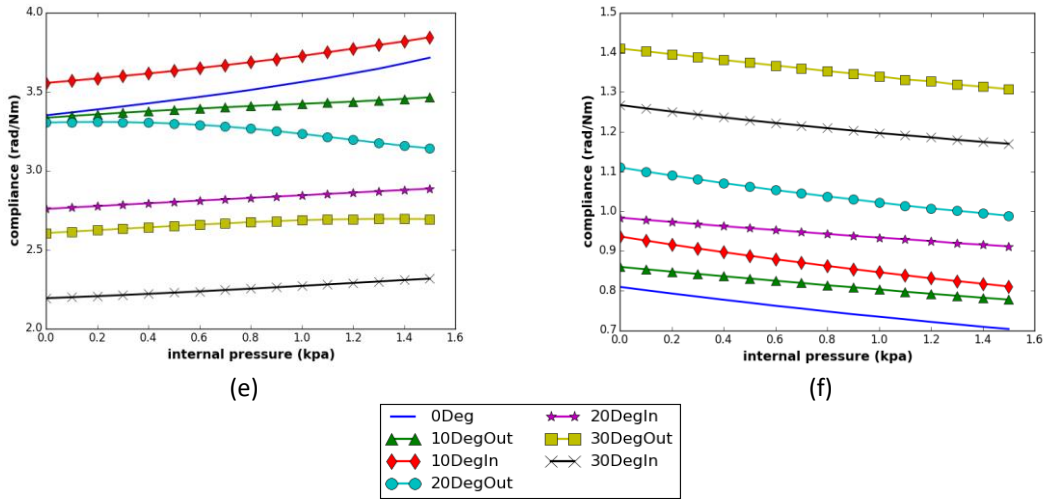 4.0
3.5
3.0
2.5
2.0
compliance (rad/Nm)
0.0 0.2 0.4 0.6 0.8 1.0 1.2 1.4 1.6
internal pressure (kpa)
(e)
1.5
1.4
1.3
1.2
1.1
1.0
0.9
0.8
0.7
compliance (rad/Nm)
0.0 0.2 0.4 0.6 0.8 1.0 1.2 1.4 1.6
internal pressure (kpa)
(f)
0Deg
10DegOut
10DegIn
20DegOut
20DegIn
30DegOut
30DegIn